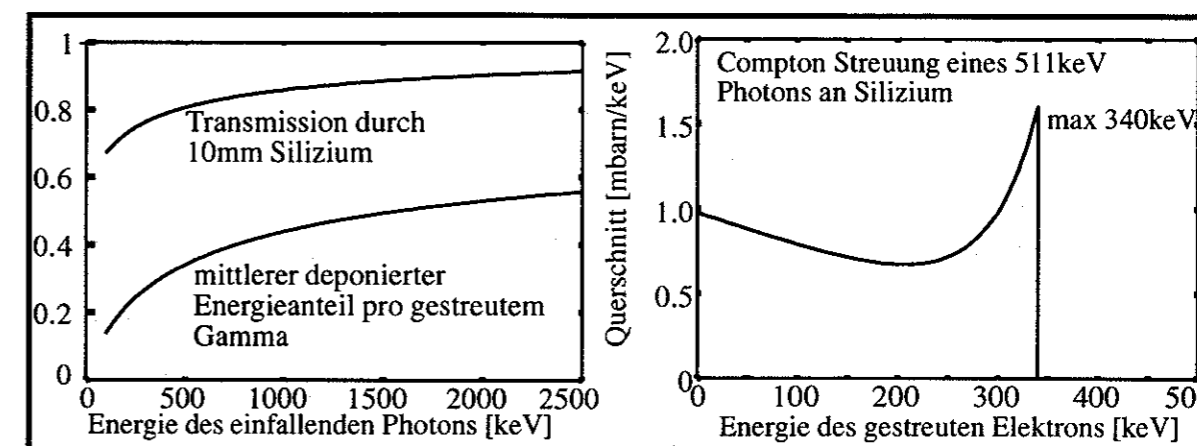 1
0.8
0.6
0.4
0.2
0
Transmission durch
10mm Silizium
mittlerer deponierter
Energieanteil pro gestreutem
Gamma
0 500 1000 1500 2000 2500
Energie des einfallenden Photons [keV]
Querschnitt [mbarn/keV]
2.0
1.5
1.0
0.5
0
Compton Streuung eines 511keV
Photons an Silizium
max 340keV
0 100 200 300 400 50
Energie des gestreuten Elektrons [keV]